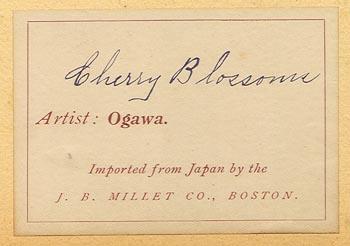 Cherry Blossoms
Artist: Ogawa.
Imported from Japan by the
J. B. MILLET CO., BOSTON.